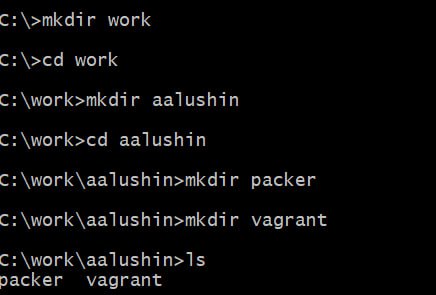 C:\>mkdir work
C:\>cd work
C:\work>mkdir aalushin
C:\work>cd aalushin
C:\work\aalushin>mkdir packer
C:\work\aalushin>mkdir vagrant
C:\work\aalushin>ls
packer  vagrant